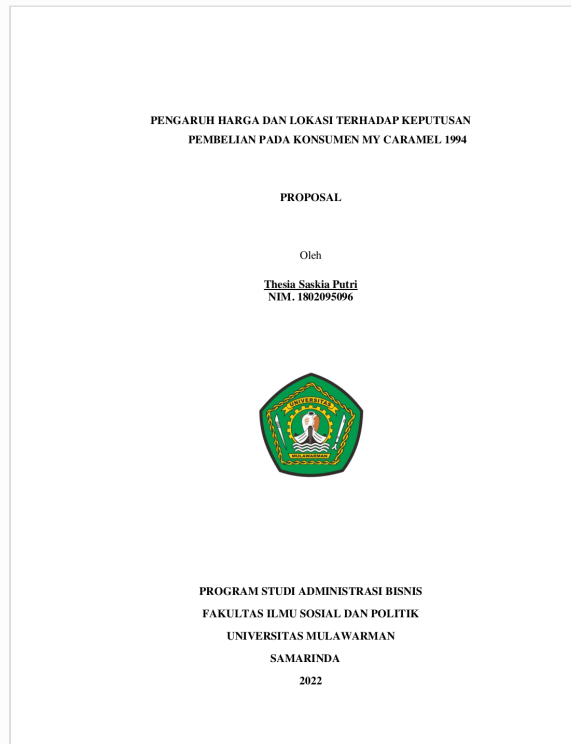 PENGARUH HARGA DAN LOKASI TERHADAP KEPUTUSAN
PEMBELIAN PADA KONSUMEN MY CARAMEL 1994
PROPOSAL
Oleh
Thesia Saskia Putri
NIM. 1802095096
UNIVERSITAS
MULAWARMAN
PROGRAM STUDI ADMINISTRASI BISNIS
FAKULTAS ILMU SOSIAL DAN POLITIK
UNIVERSITAS MULAWARMAN
SAMARINDA
2022